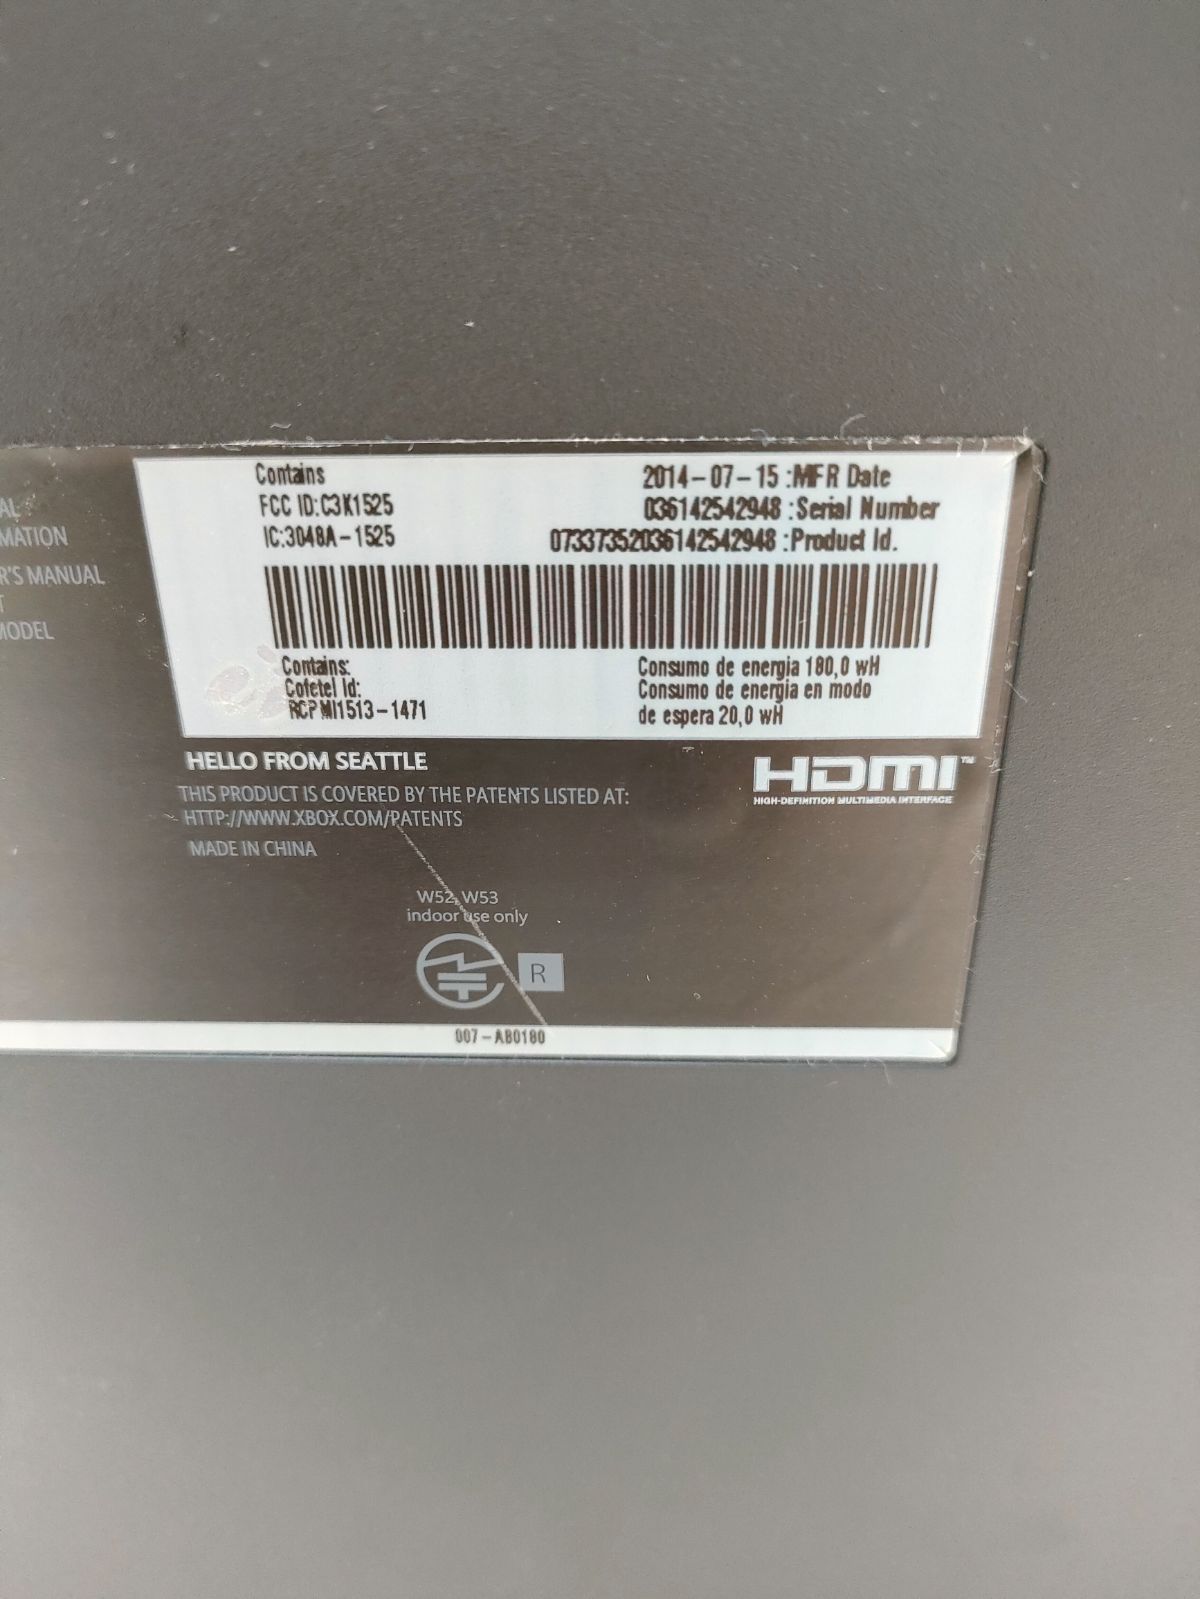 AL
MATION
R'S MANUAL
T
MODEL
Contains
FCC ID:C3K1525
IC:3048A-1525
2014-07-15 :MFR Date
036142542948 :Serial Number
0733735203614254​2948 :Product Id.
Contains:
Cofetel Id:
RCPMI1513-1471
Consumo de energia 180,0 wH
Consumo de energia en modo
de espera 20,0 wH
HELLO FROM SEATTLE
THIS PRODUCT IS COVERED BY THE PATENTS LISTED AT:
HTTP://WWW.XBOX.COM/PATENTS
MADE IN CHINA
HDMI™
HIGH-DEFINITION MULTIMEDIA INTERFACE
W52, W53
indoor use only
R
007-AB0180